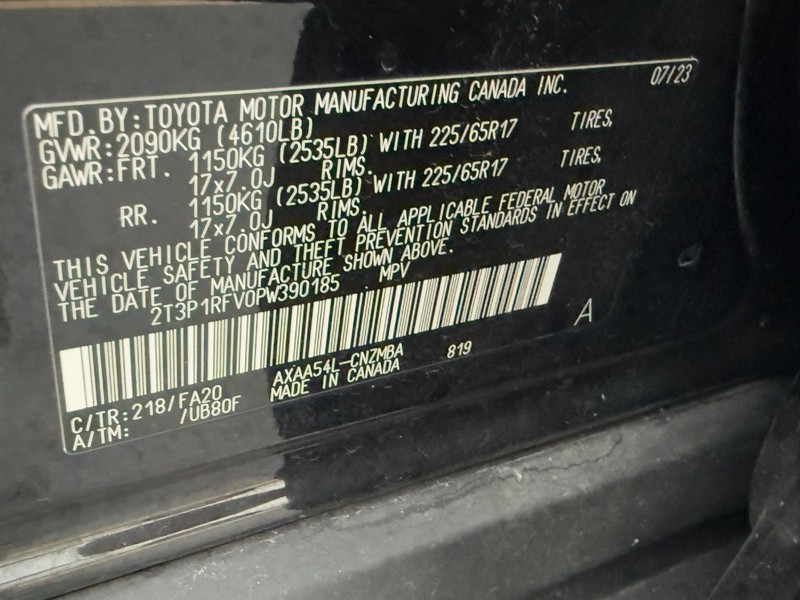 MFD.BY:TOYOTA MOTOR MANUFACTURING CANADA INC. 07/23
GVWR:2090KG (4610LB)
GAWR:FRT. 1150KG (2535LB) WITH 225/65R17 TIRES,
17x7.0J RIMS.
RR. 1150KG (2535LB) WITH 225/65R17 TIRES,
17x7.0J RIMS.
THIS VEHICLE CONFORMS TO ALL APPLICABLE FEDERAL MOTOR
VEHICLE SAFETY AND THEFT PREVENTION STANDARDS IN EFFECT ON
THE DATE OF MANUFACTURE SHOWN ABOVE.
2T3P1RFV0PW390185 MPV
A
C/TR:218/FA20 AXAA54L-CNZMBA 819
A/TM: /UB80F MADE IN CANADA